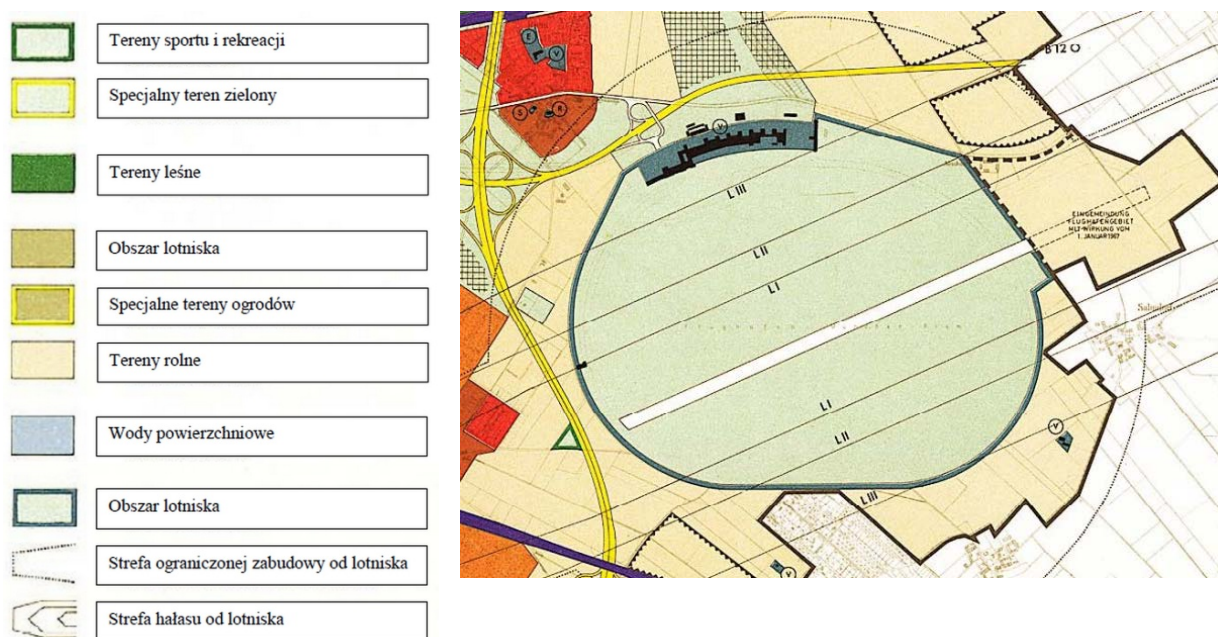 Tereny sportu i rekreacji
Specjalny teren zielony
Tereny leśne
Obszar lotniska
Specjalne tereny ogrodów
Tereny rolne
Wody powierzchniowe
Obszar lotniska
Strefa ograniczonej zabudowy od lotniska
Strefa hałasu od lotniska
E
V
B 12 O
S
R
V
L III
EINGEMEINDUNG
FLUGHAFENGEBIET
MIT WIRKUNG VOM
1. JANUAR 1967
L II
L I
L I
L II
V
L III
V